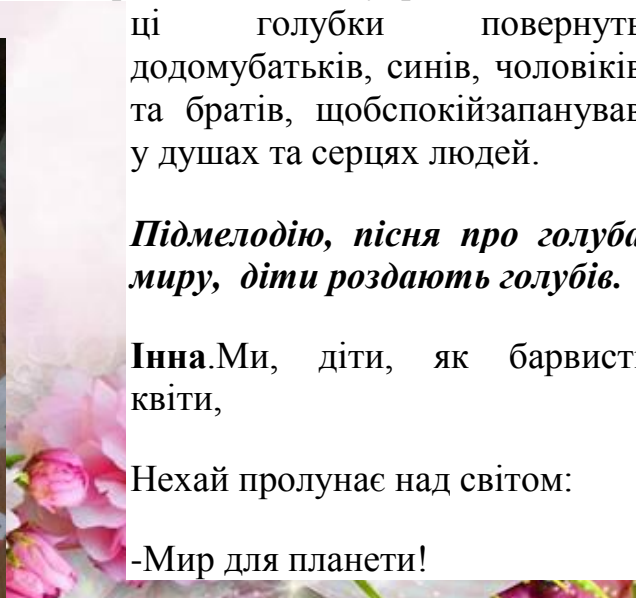 ці голубки повернуть
додомубатьків, синів, чоловіків
та братів, щобспокійзапанував
у душах та серцях людей.
Підмелодію, пісня про голуба
миру, діти роздають голубів.
Інна.Ми, діти, як барвисті
квіти,
Нехай пролунає над світом:
-Мир для планети!